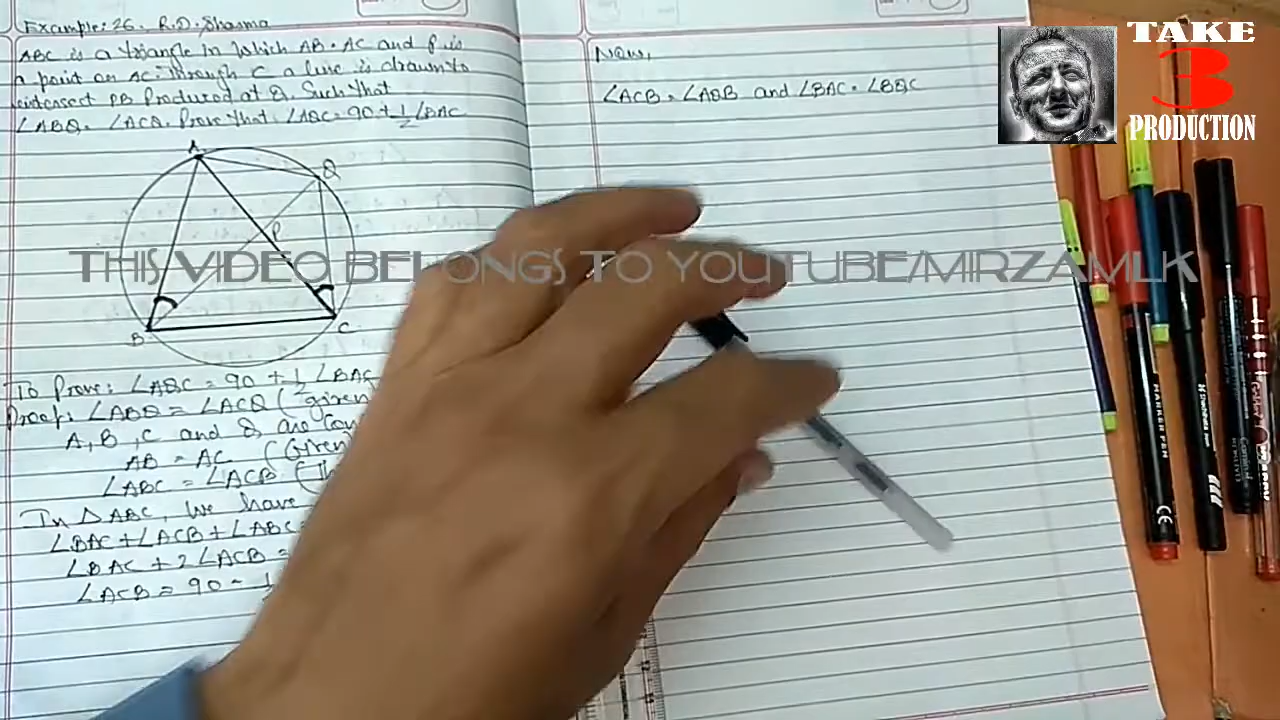 Example: 26. R.D. Sharma
ABC is a triangle in which AB = AC and P is
a point on AC. Through C a line is drawn to
intersect PB Produced at Q. Such that
∠ABQ = ∠ACQ. Prove that ∠AQC = 90 + 1/2 ∠BAC
A
Q
P
B
C
To Prove: ∠AQC = 90 + 1/2 ∠BAC
Proof: ∠ABQ = ∠ACQ (given
A, B, C and Q are Con
AB = AC (Given
∠ABC = ∠ACB (
In △ABC, We have
∠BAC + ∠ACB + ∠ABC =
∠BAC + 2 ∠ACB =
∠ACB = 90 - 1
Now,
∠ACB = ∠AQB and ∠BAC = ∠BQC
TAKE
3
PRODUCTION
THIS VIDEO BELONGS TO YOUTUBE/MIRZAMLK
MARKER PEN